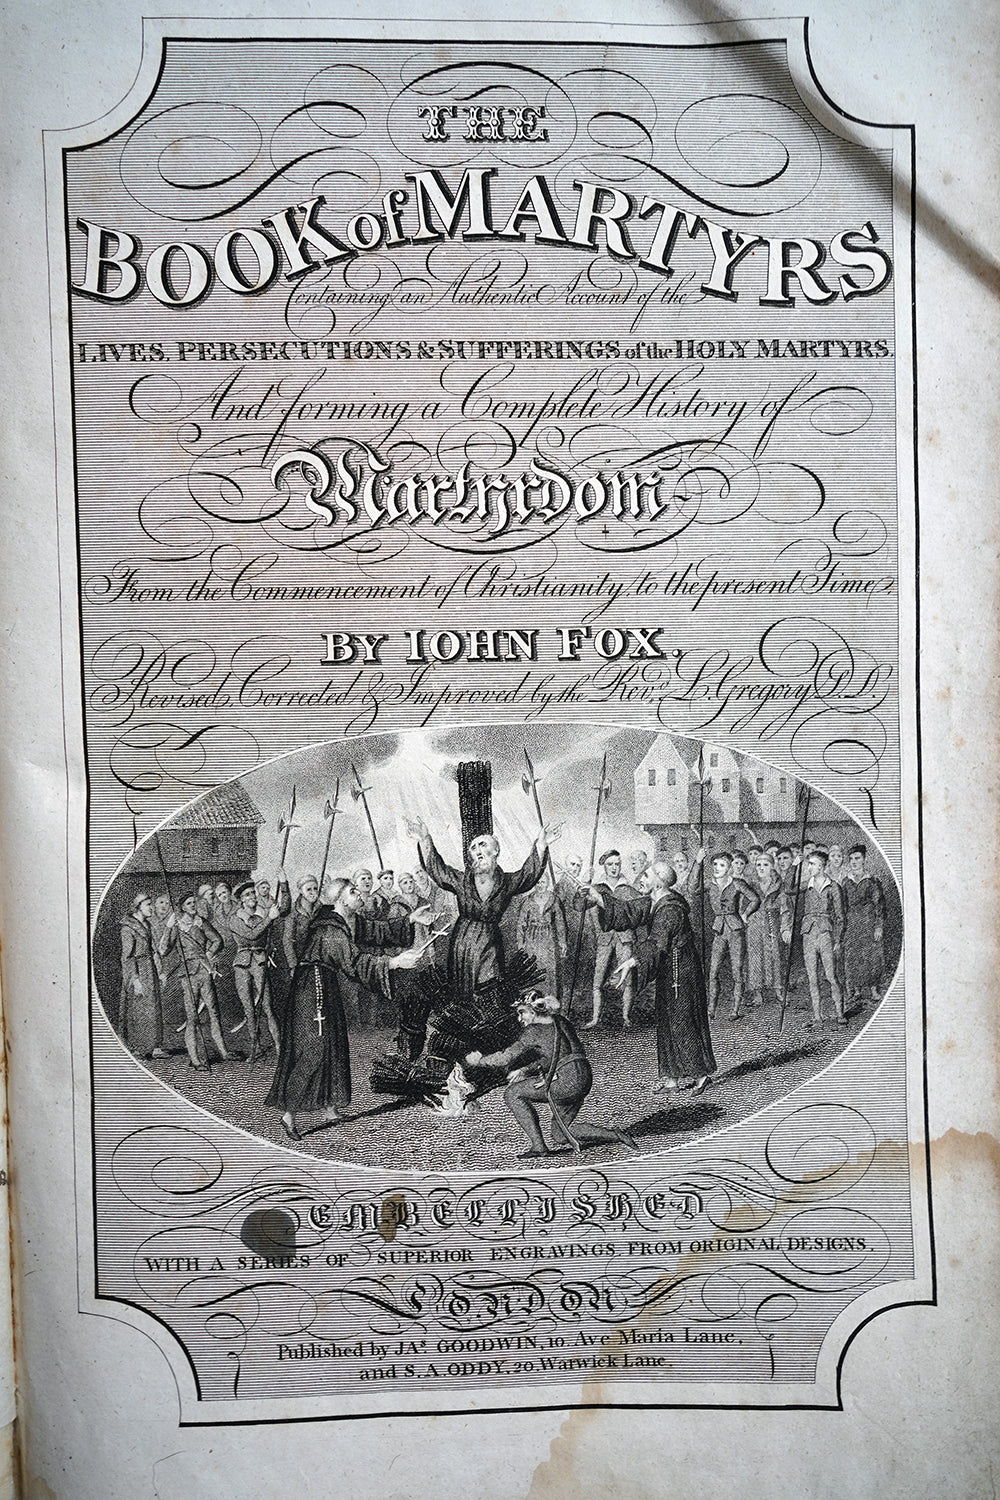 THE
BOOK of MARTYRS
Containing an Authentic Account of the
LIVES, PERSECUTIONS & SUFFERINGS of the HOLY MARTYRS,
And forming a Complete History of
Martyrdom
From the Commencement of Christianity, to the present Time,
BY IOHN FOX.
Revised, Corrected & Improved by the Revd. L. Gregory D.D.
EMBELLISHED
WITH A SERIES OF SUPERIOR ENGRAVINGS, FROM ORIGINAL DESIGNS.
LONDON
Published by JAs. GOODWIN, 10, Ave Maria Lane,
and S. A. ODDY, 20, Warwick Lane.